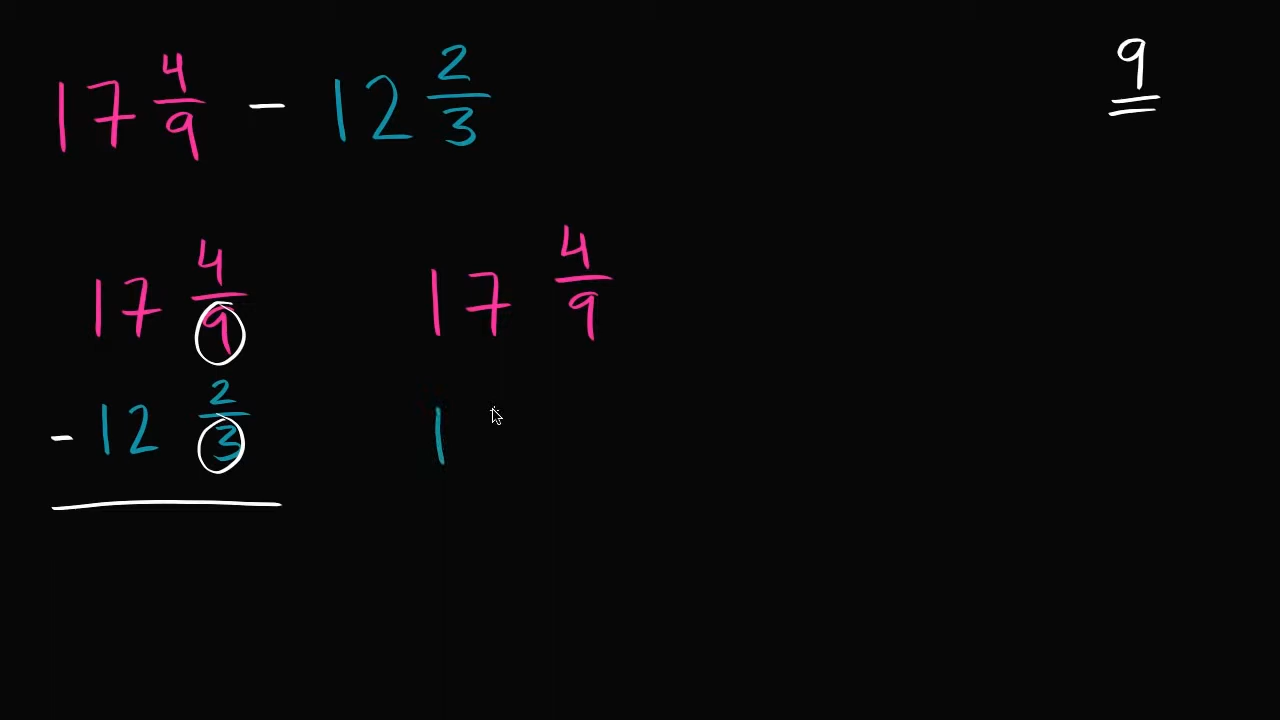 17 4/9 - 12 2/3
9
17 4/9
- 12 2/3
17 4/9
1